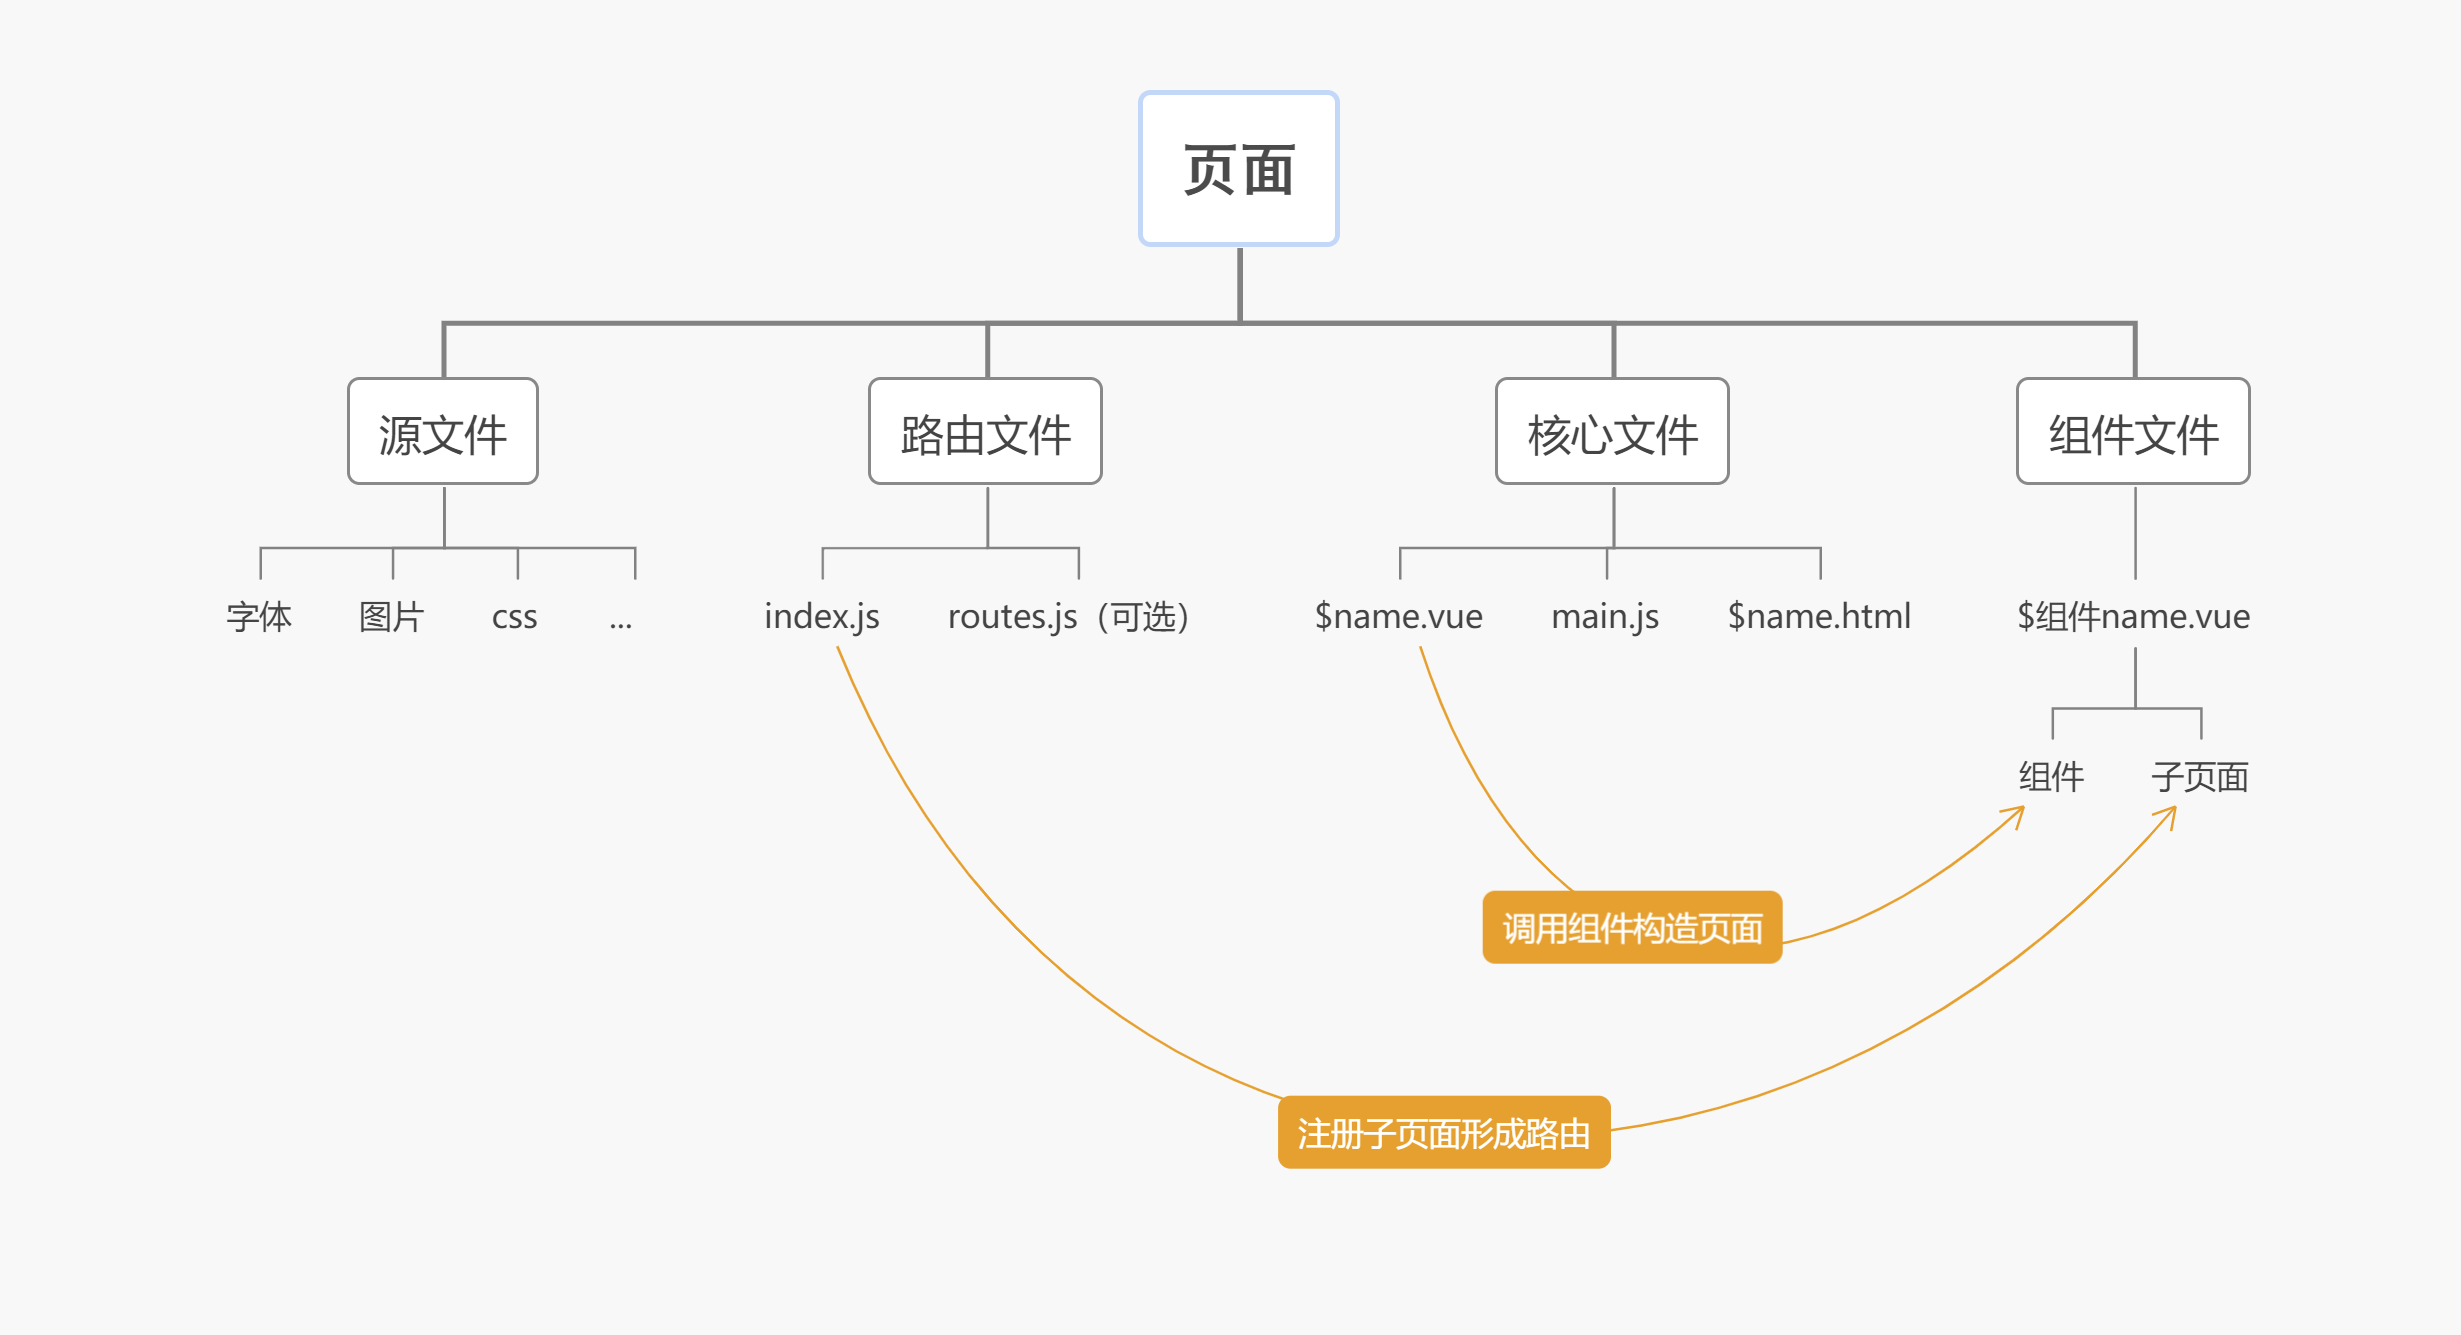 页面
源文件
路由文件
核心文件
组件文件
字体
图片
css
...
index.js
routes.js（可选）
$name.vue
main.js
$name.html
$组件name.vue
组件
子页面
调用组件构造页面
注册子页面形成路由